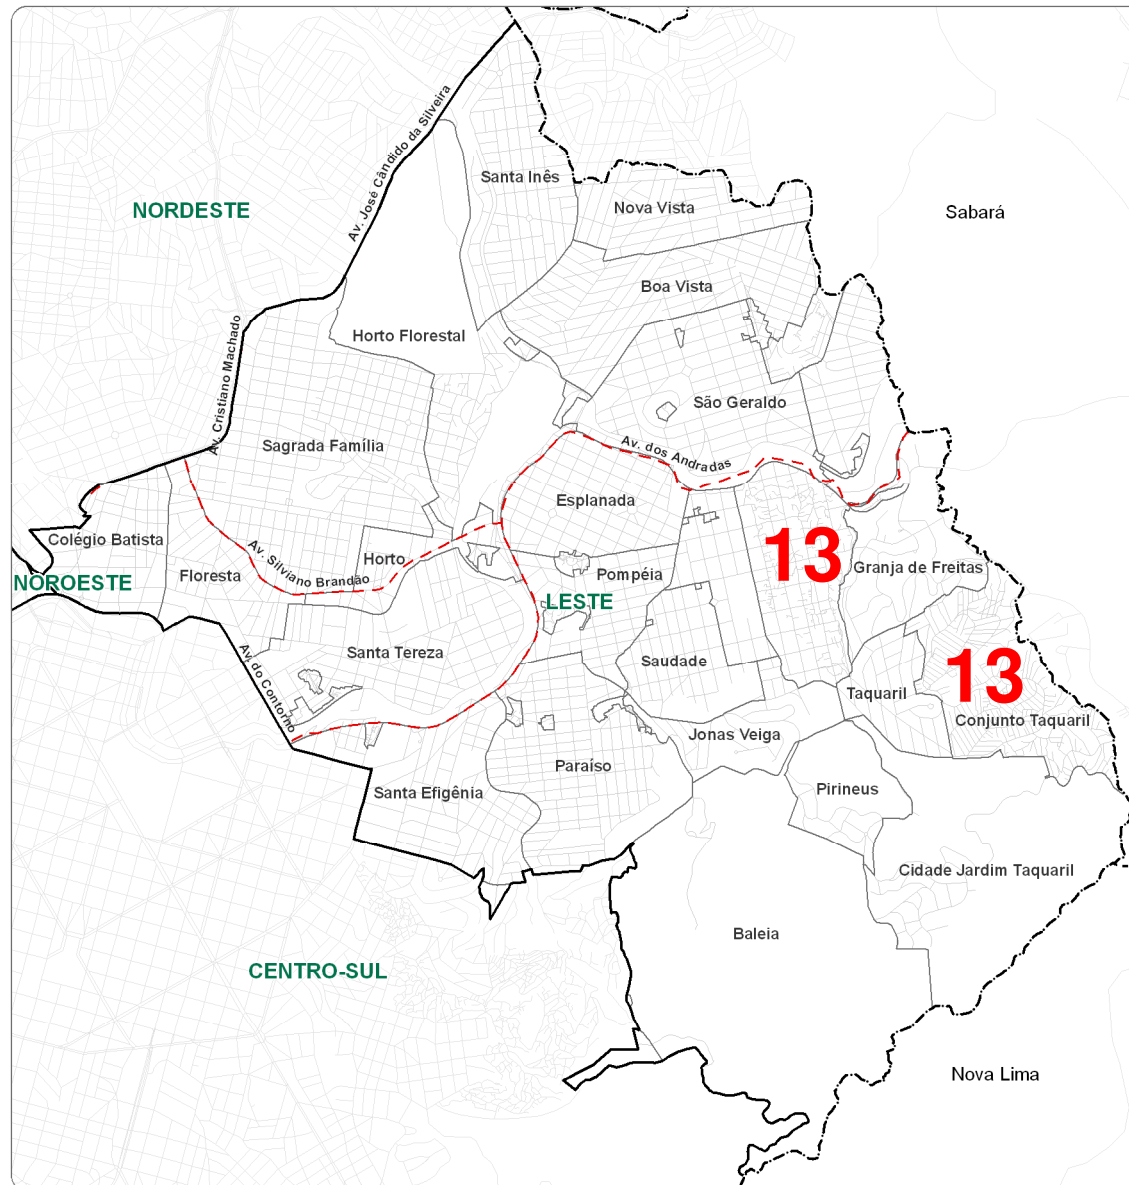 Av. José Cândido da Silveira
Santa Inês
NORDESTE
Nova Vista
Sabará
Boa Vista
Horto Florestal
Av. Cristiano Machado
São Geraldo
Sagrada Família
Av. dos Andradas
Esplanada
Colégio Batista
Av. Silviano Brandão
Horto
13
Floresta
Pompéia
Granja de Freitas
NOROESTE
LESTE
Santa Tereza
Saudade
13
Av. do Contorno
Taquaril
Conjunto Taquaril
Jonas Veiga
Paraíso
Santa Efigênia
Pirineus
Cidade Jardim Taquaril
Baleia
CENTRO-SUL
Nova Lima